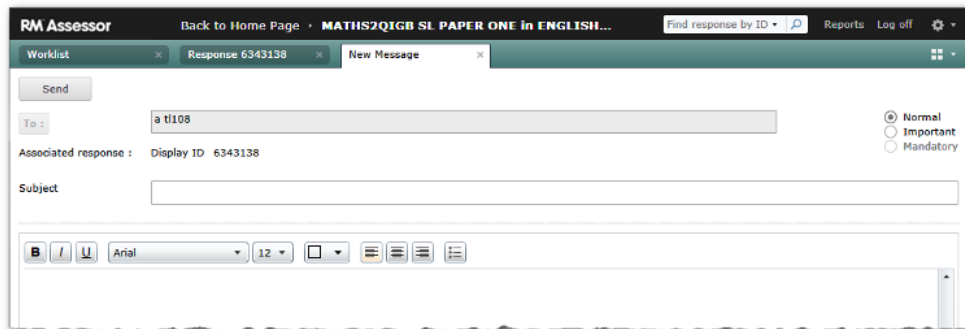 RM Assessor Back to Home Page › MATHS2QIGB SL PAPER ONE in ENGLISH... Find response by ID Reports Log off
Worklist Response 6343138 New Message
Send
To : a tl108 Normal
Important
Associated response : Display ID 6343138 Mandatory
Subject
B I U Arial 12